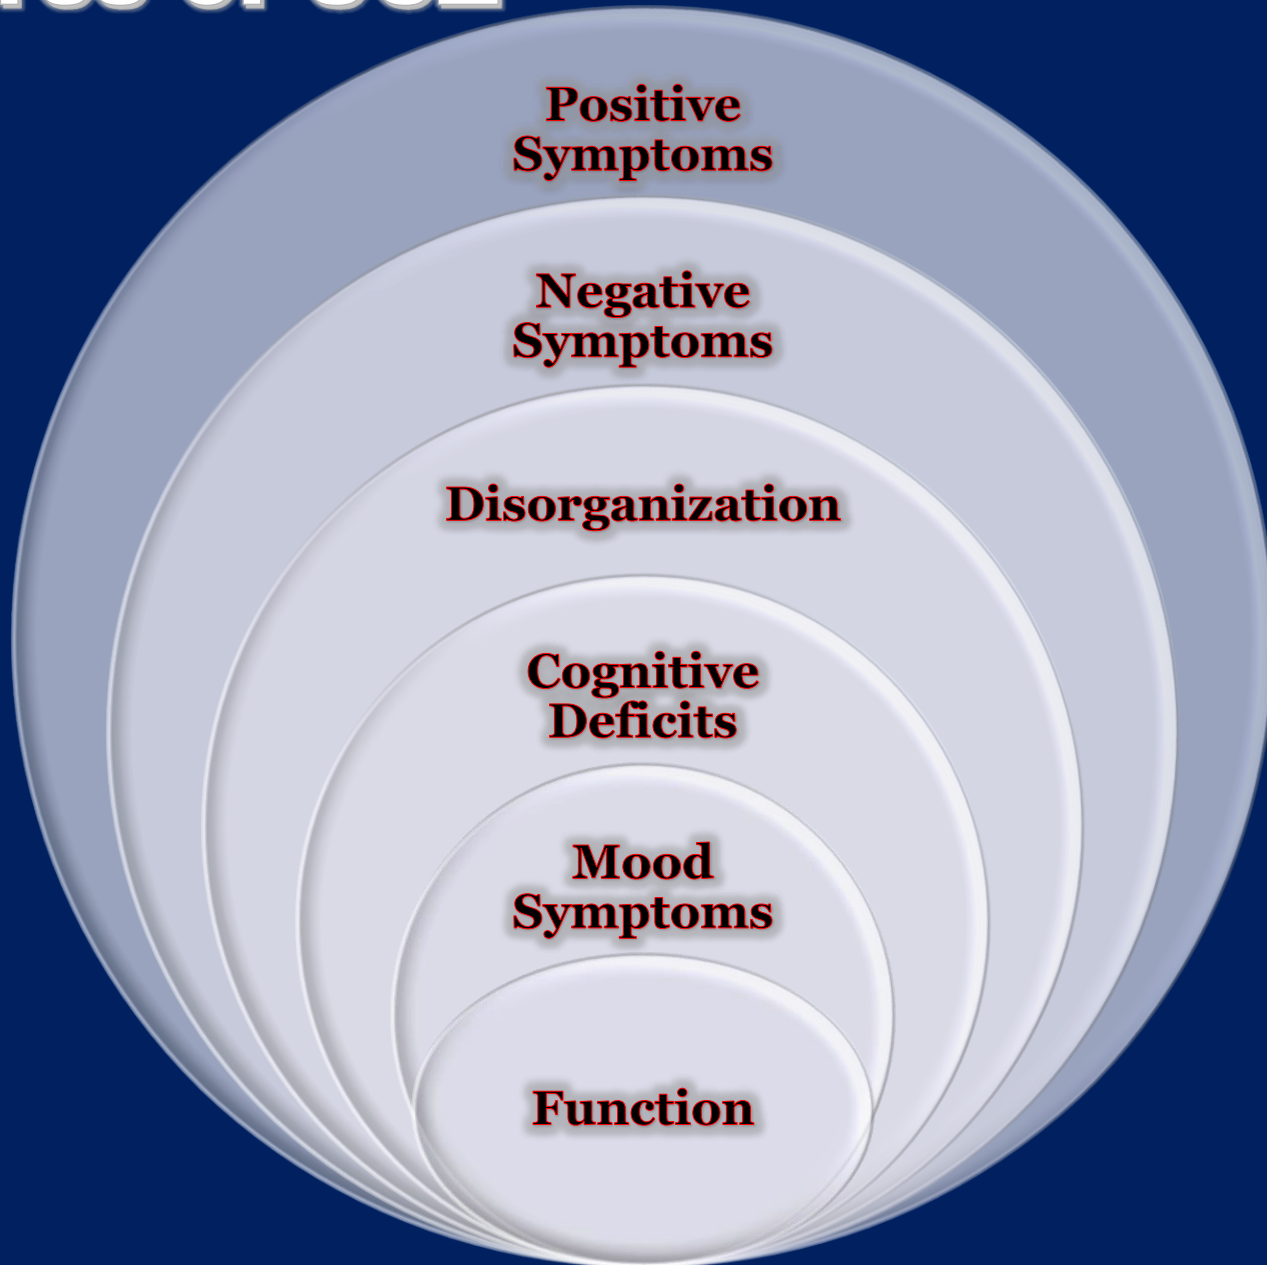 Positive
Symptoms
Negative
Symptoms
Disorganization
Cognitive
Deficits
Mood
Symptoms
Function